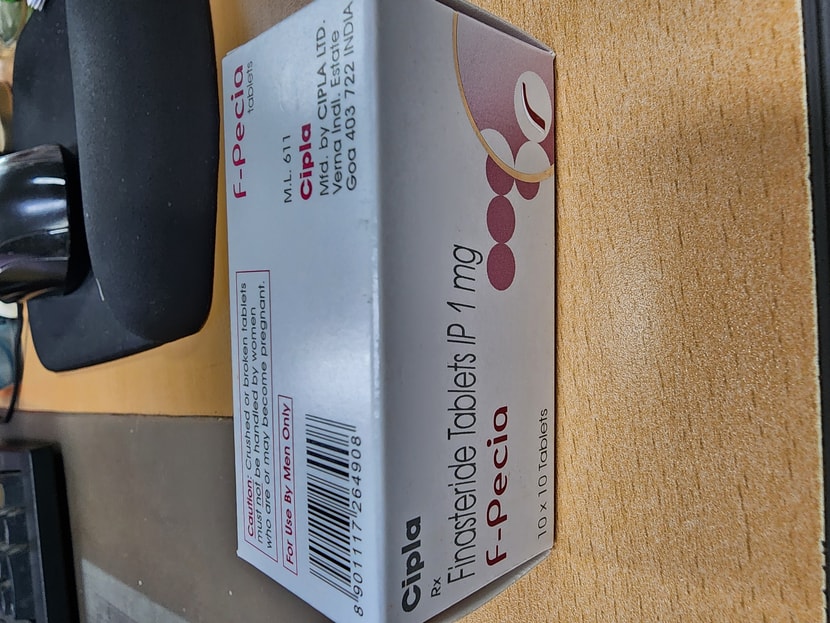 f-Pecia
tablets
M.L. 611
Cipla
Mfd. by CIPLA LTD.
Verna Indl. Estate
Goa 403 722 INDIA
Caution: Crushed or broken tablets
must not be handled by women
who are or may become pregnant.
For Use By Men Only
8 901117 264908
Cipla
Rx
Finasteride Tablets IP 1 mg
f-Pecia
10 x 10 Tablets